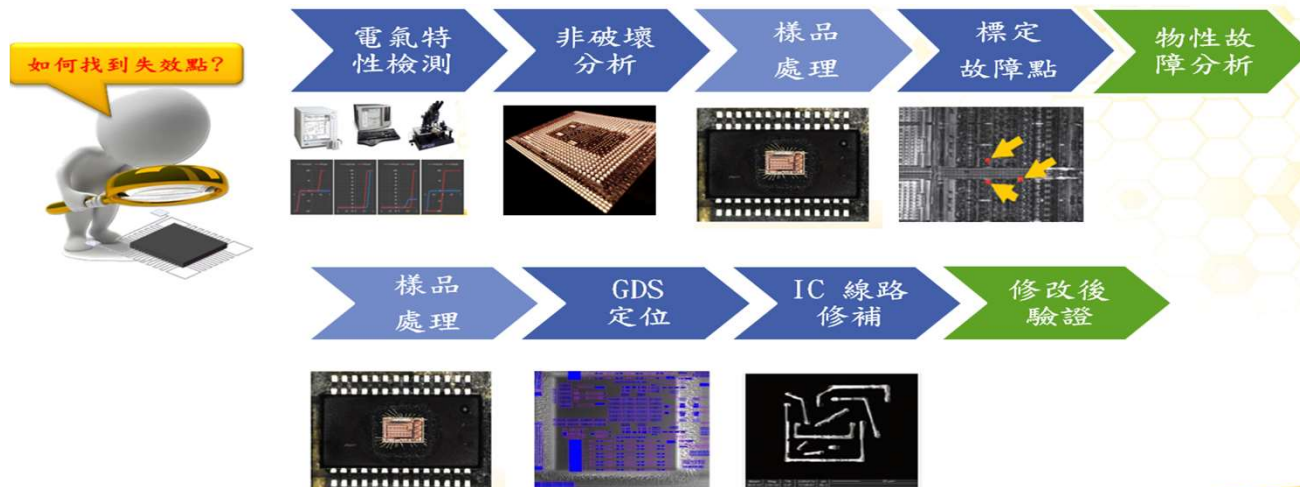 如何找到失效點?
電氣特
性檢測
非破壞
分析
樣品
處理
標定
故障點
物性故
障分析
樣品
處理
GDS
定位
IC 線路
修補
修改後
驗證